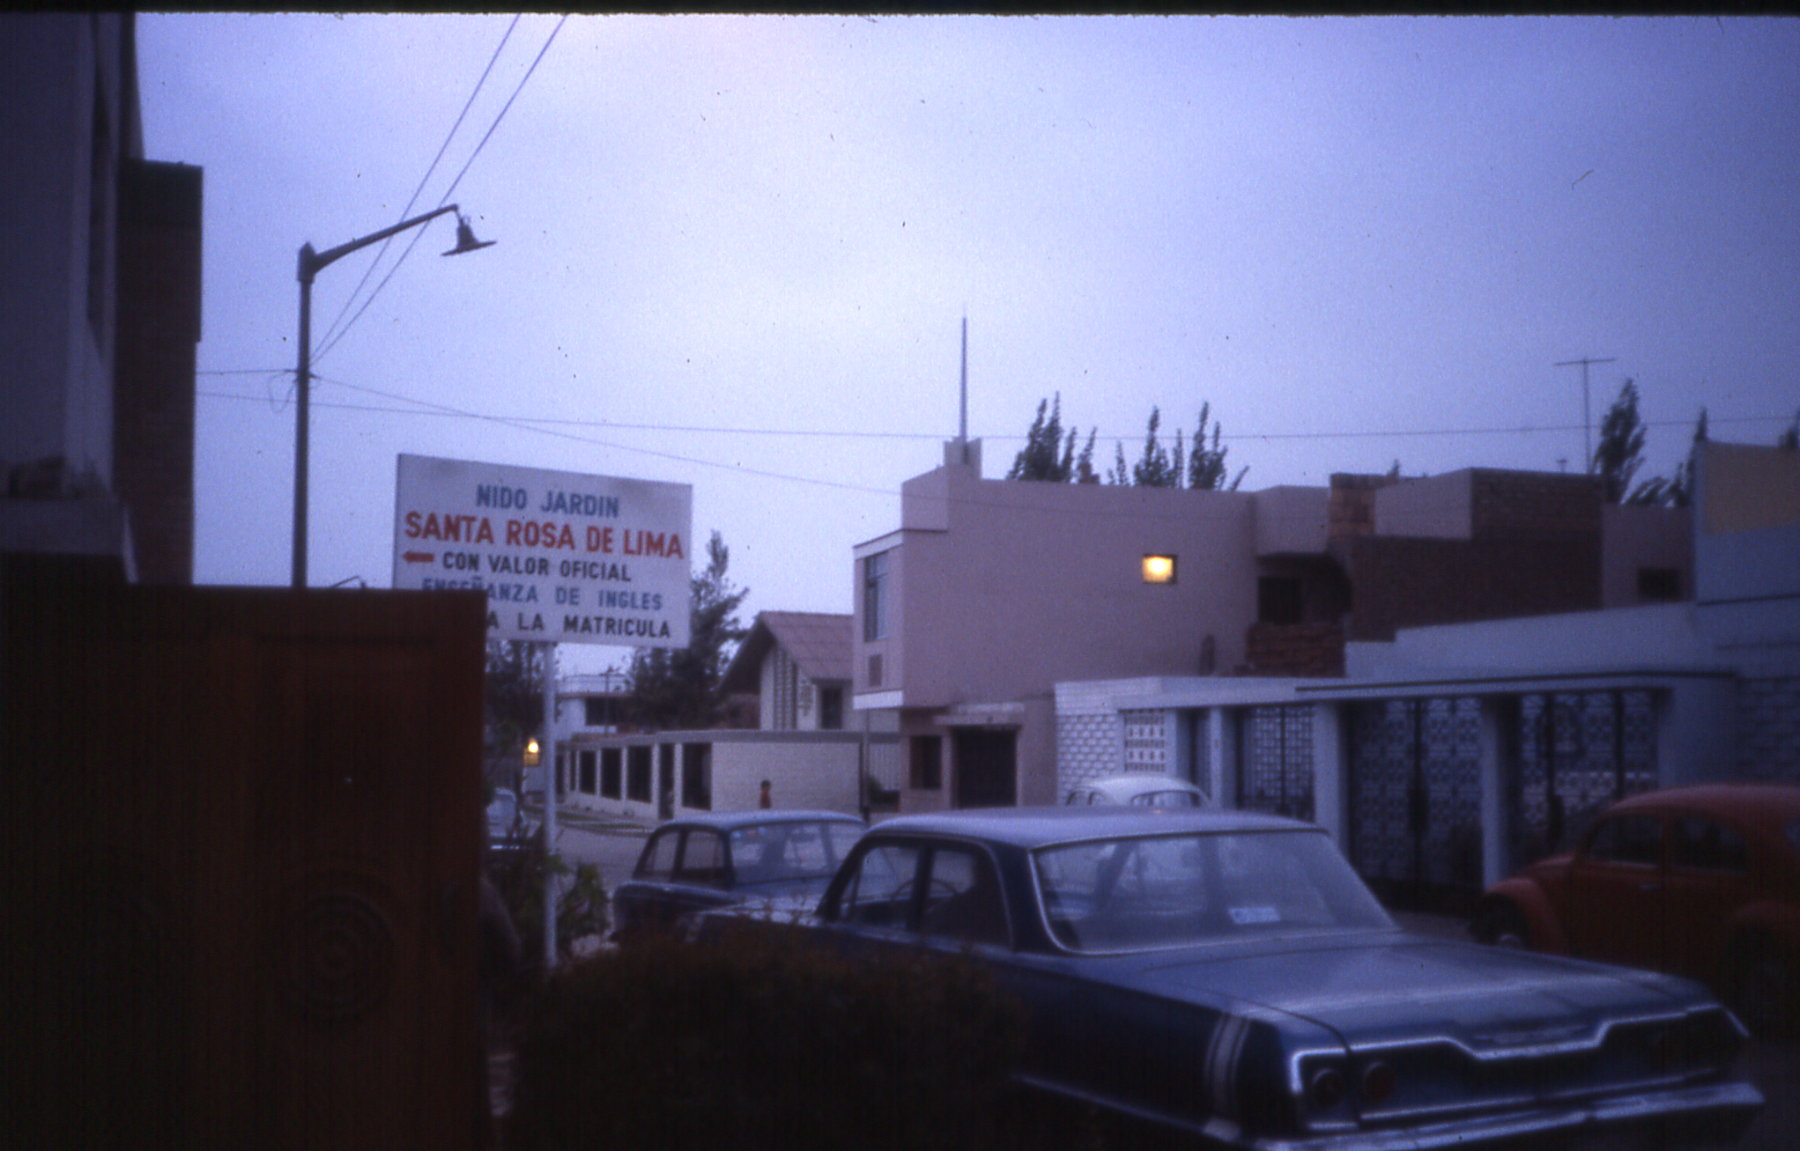 NIDO JARDIN
SANTA ROSA DE LIMA
CON VALOR OFICIAL
ENSEÑANZA DE INGLES
A LA MATRICULA